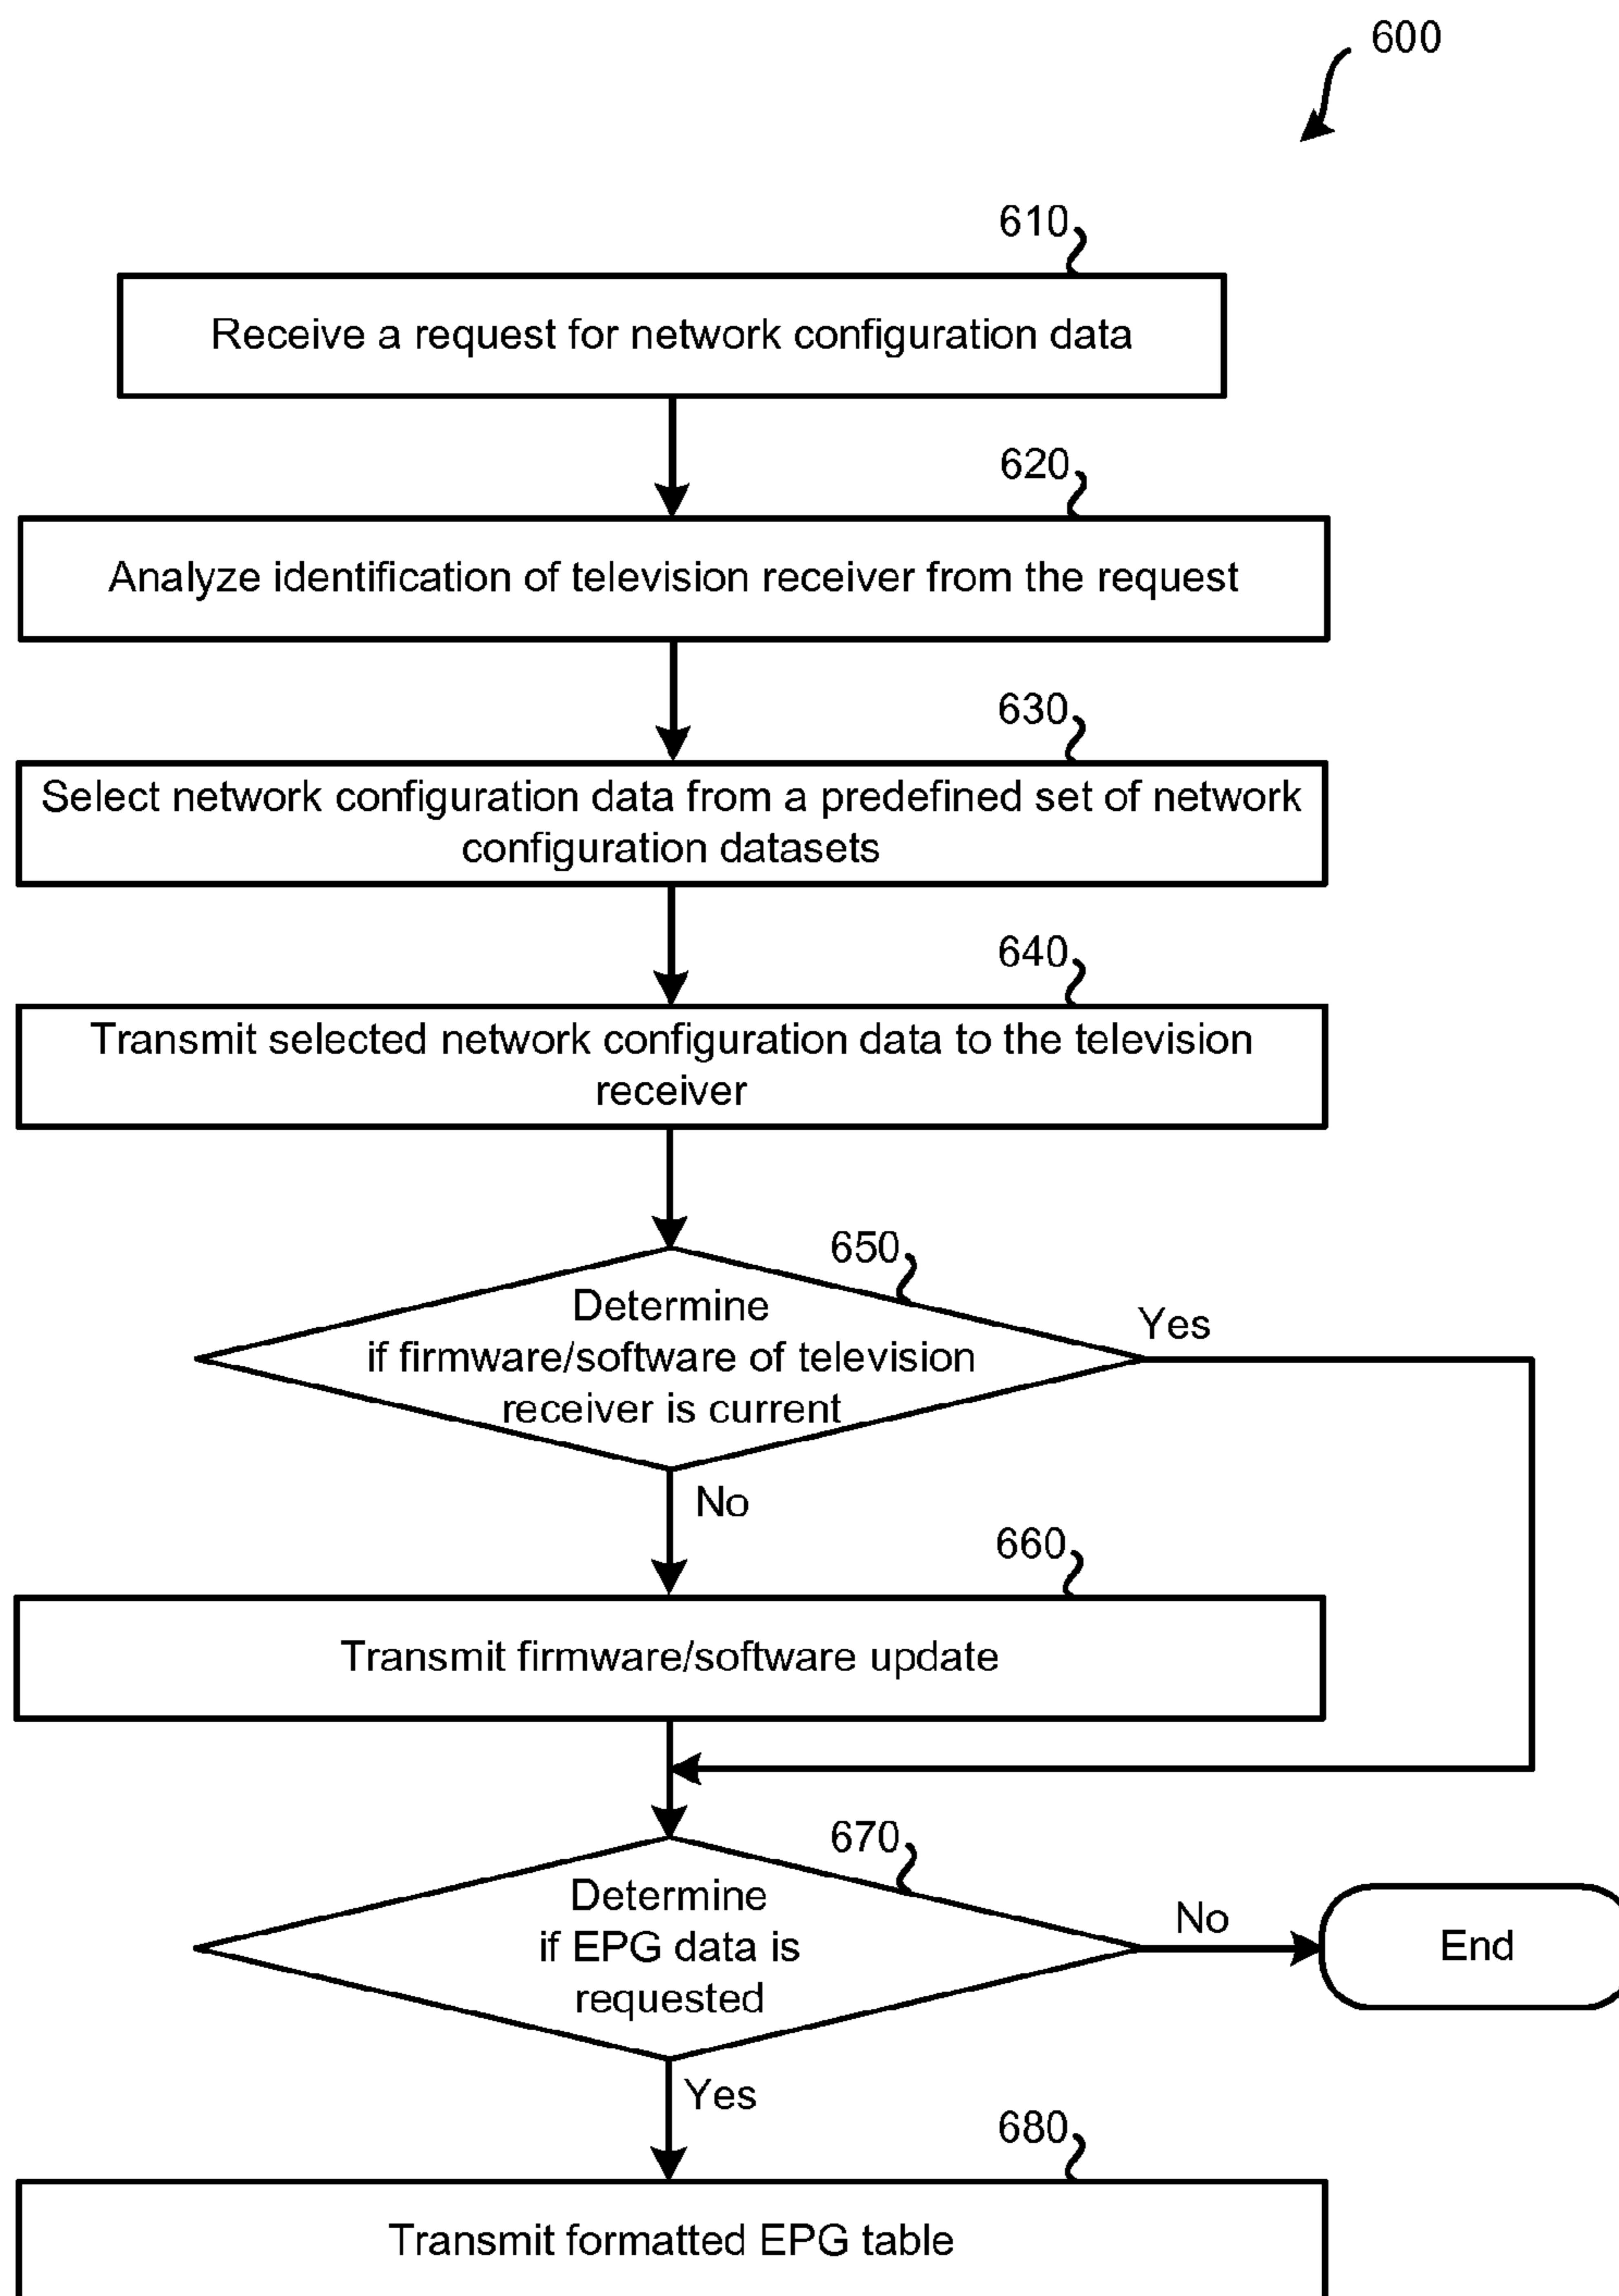 600
610
Receive a request for network configuration data
620
Analyze identification of television receiver from the request
630
Select network configuration data from a predefined set of network
configuration datasets
640
Transmit selected network configuration data to the television
receiver
650
Determine
if firmware/software of television
receiver is current
Yes
No
660
Transmit firmware/software update
670
Determine
if EPG data is
requested
No
End
Yes
680
Transmit formatted EPG table